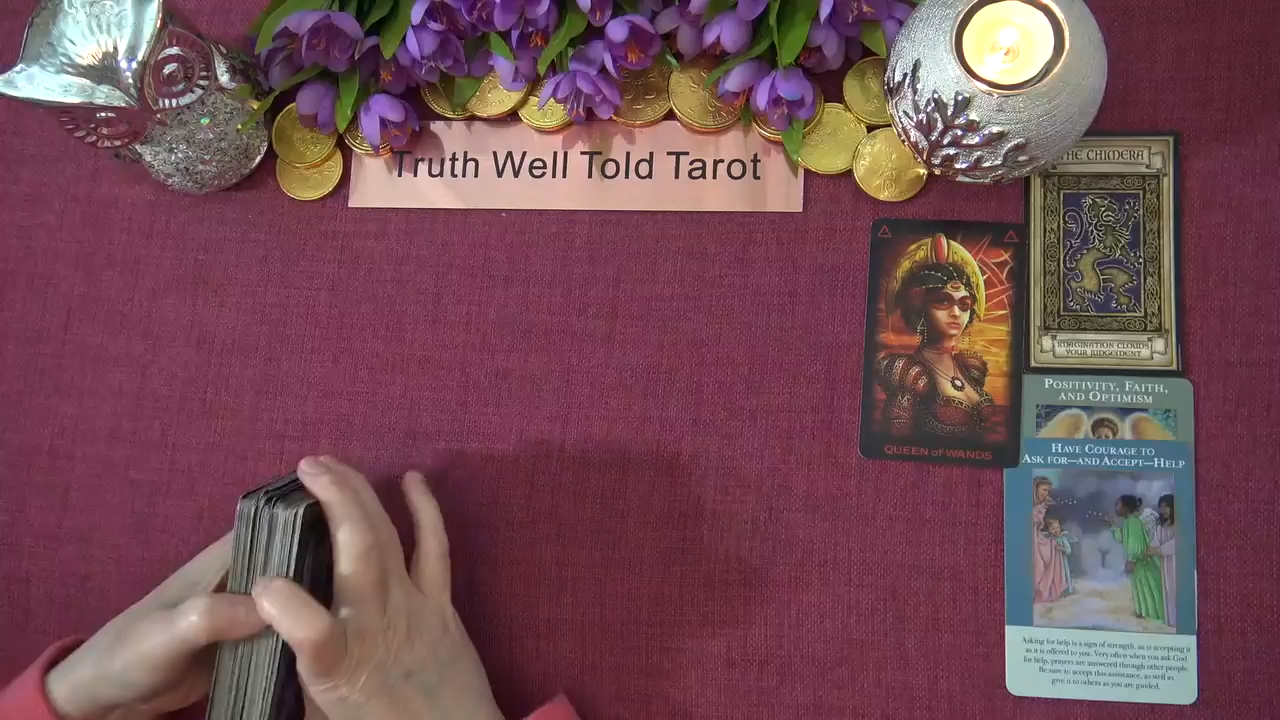 Truth Well Told Tarot
THE CHIMERA
IMAGINATION CLOUDS
YOUR JUDGEMENT
QUEEN of WANDS
POSITIVITY, FAITH,
AND OPTIMISM
HAVE COURAGE TO
ASK FOR—AND ACCEPT—HELP
Asking for help is a sign of strength, as is accepting it
as it is offered to you. Very often when you ask God
for help, prayers are answered through other people.
Be sure to accept this assistance, as well as
give it to others as you are guided.